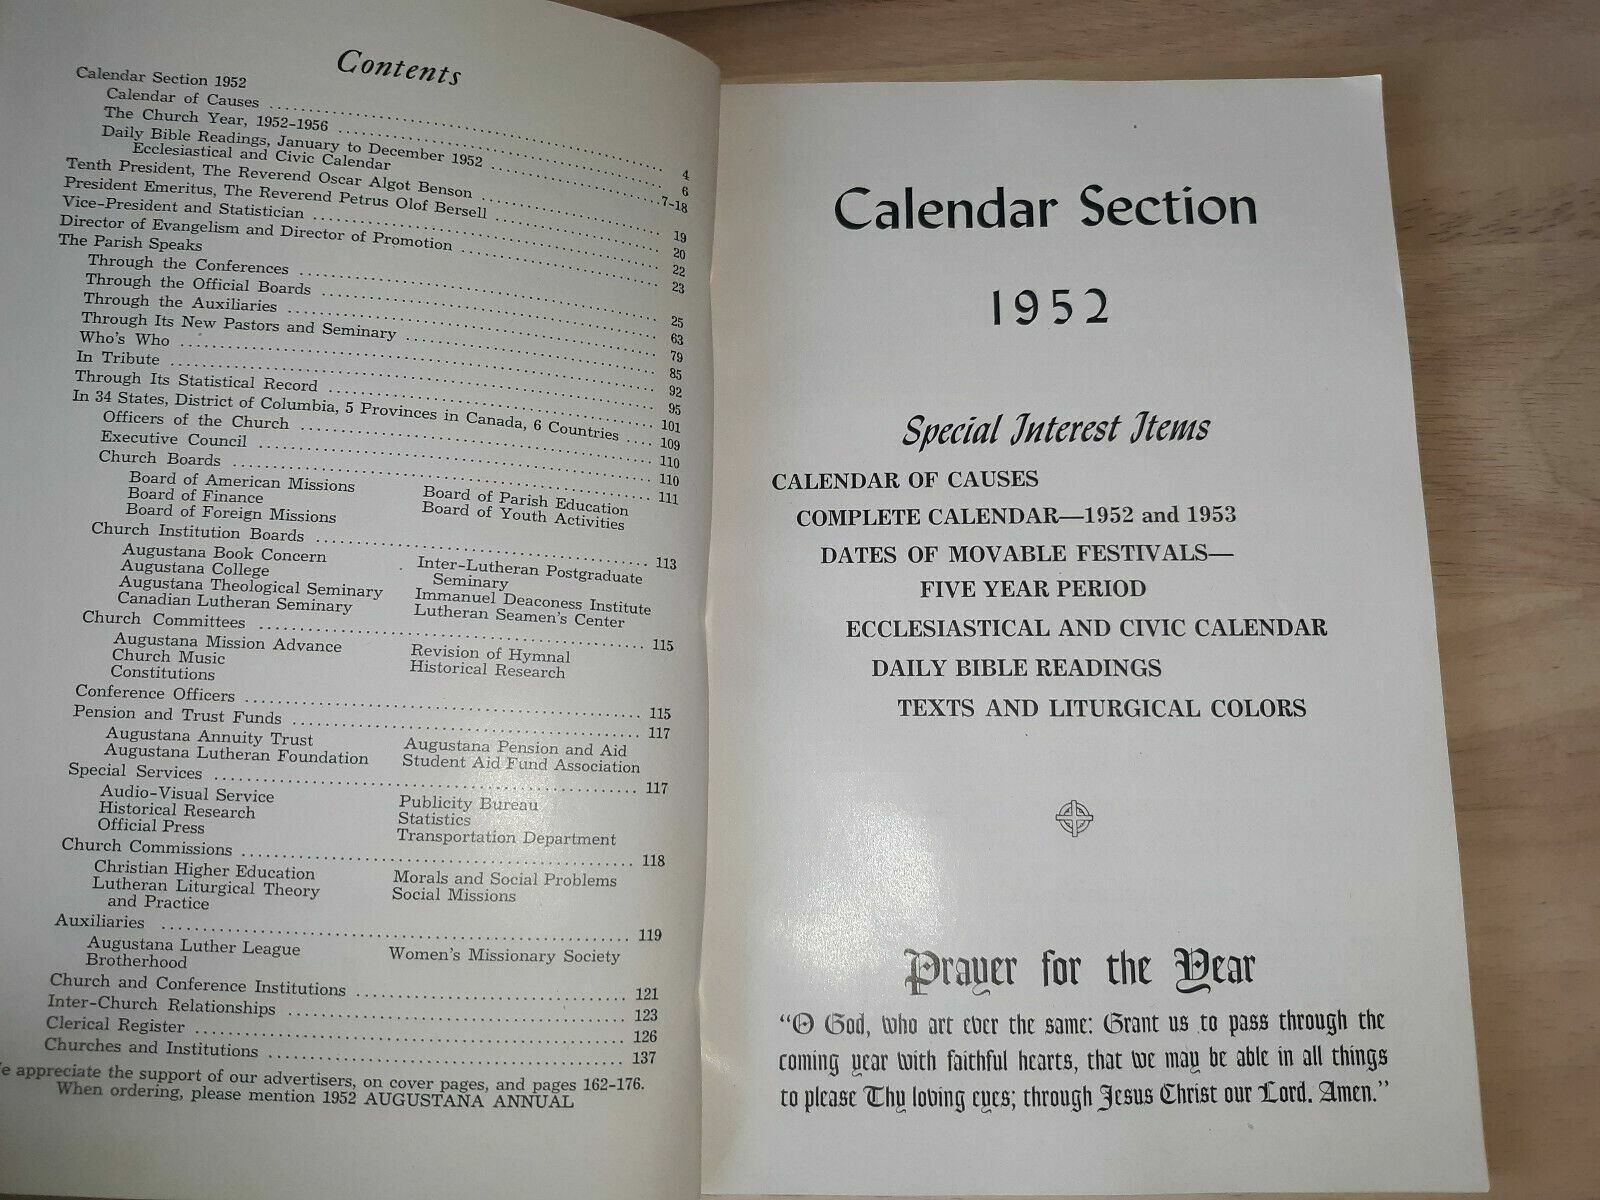 Contents
Calendar Section 1952
Calendar of Causes .......... 4
The Church Year, 1952-1956 .......... 6
Daily Bible Readings, January to December 1952 .......... 7-18
Ecclesiastical and Civic Calendar
Tenth President, The Reverend Oscar Algot Benson .......... 19
President Emeritus, The Reverend Petrus Olof Bersell .......... 20
Vice-President and Statistician .......... 22
Director of Evangelism and Director of Promotion .......... 23
The Parish Speaks
Through the Conferences .......... 25
Through the Official Boards .......... 63
Through the Auxiliaries .......... 79
Through Its New Pastors and Seminary .......... 85
Who's Who .......... 92
In Tribute .......... 95
Through Its Statistical Record .......... 101
In 34 States, District of Columbia, 5 Provinces in Canada, 6 Countries .... 109
Officers of the Church .......... 110
Executive Council .......... 110
Church Boards .......... 111
Board of American Missions
Board of Finance
Board of Foreign Missions
Board of Parish Education
Board of Youth Activities
Church Institution Boards .......... 113
Augustana Book Concern
Augustana College
Augustana Theological Seminary
Canadian Lutheran Seminary
Inter-Lutheran Postgraduate
Seminary
Immanuel Deaconess Institute
Lutheran Seamen's Center
Church Committees .......... 115
Augustana Mission Advance
Church Music
Constitutions
Revision of Hymnal
Historical Research
Conference Officers .......... 115
Pension and Trust Funds .......... 117
Augustana Annuity Trust
Augustana Lutheran Foundation
Augustana Pension and Aid
Student Aid Fund Association
Special Services .......... 117
Audio-Visual Service
Historical Research
Official Press
Publicity Bureau
Statistics
Transportation Department
Church Commissions .......... 118
Christian Higher Education
Lutheran Liturgical Theory
and Practice
Morals and Social Problems
Social Missions
Auxiliaries .......... 119
Augustana Luther League
Brotherhood
Women's Missionary Society
Church and Conference Institutions .......... 121
Inter-Church Relationships .......... 123
Clerical Register .......... 126
Churches and Institutions .......... 137
e appreciate the support of our advertisers, on cover pages, and pages 162-176.
When ordering, please mention 1952 AUGUSTANA ANNUAL
Calendar Section
1952
Special Interest Items
CALENDAR OF CAUSES
COMPLETE CALENDAR—1952 and 1953
DATES OF MOVABLE FESTIVALS—
FIVE YEAR PERIOD
ECCLESIASTICAL AND CIVIC CALENDAR
DAILY BIBLE READINGS
TEXTS AND LITURGICAL COLORS
Prayer for the Year
"O God, who art ever the same: Grant us to pass through the
coming year with faithful hearts, that we may be able in all things
to please Thy loving eyes; through Jesus Christ our Lord. Amen."